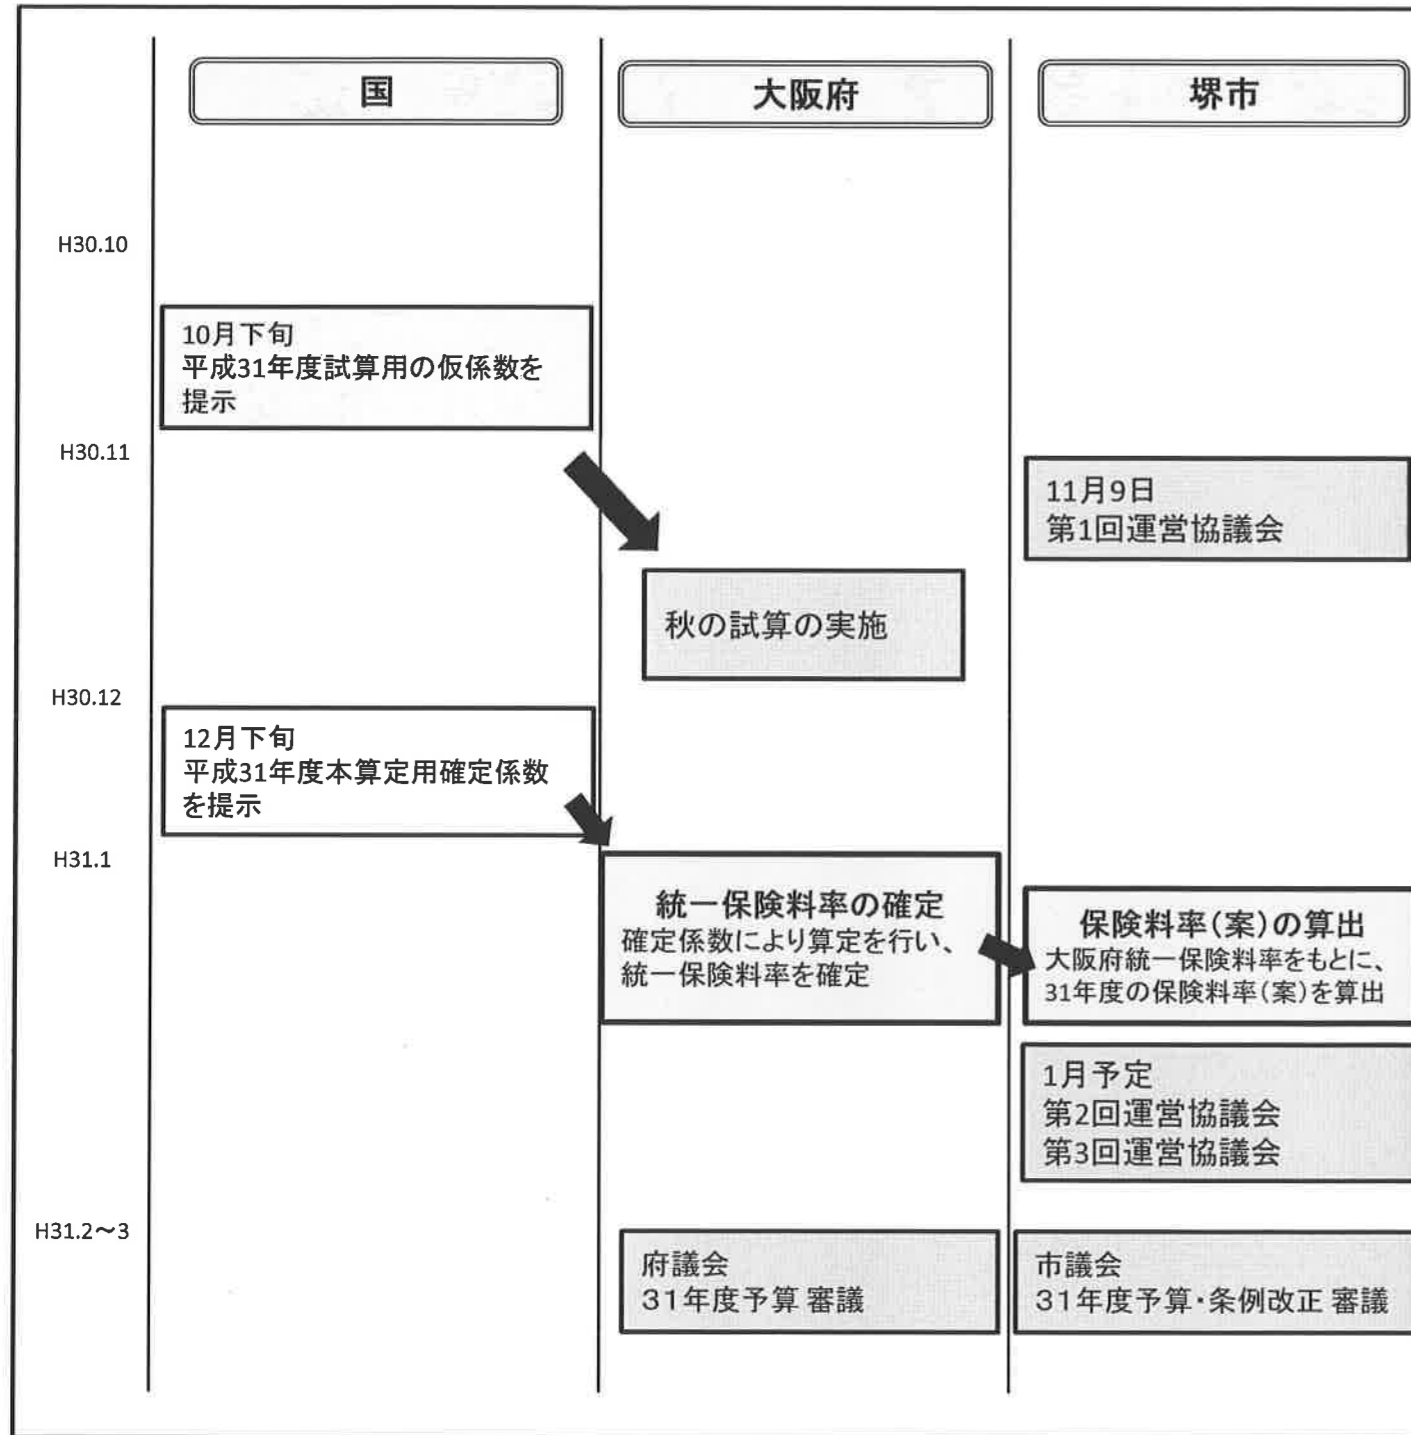 国
大阪府
堺市
H30.10
10月下旬
平成31年度試算用の仮係数を
提示
H30.11
11月9日
第1回運営協議会
秋の試算の実施
H30.12
12月下旬
平成31年度本算定用確定係数
を提示
H31.1
統一保険料率の確定
確定係数により算定を行い、
統一保険料率を確定
保険料率(案)の算出
大阪府統一保険料率をもとに、
31年度の保険料率(案)を算出
1月予定
第2回運営協議会
第3回運営協議会
H31.2～3
府議会
31年度予算 審議
市議会
31年度予算・条例改正 審議